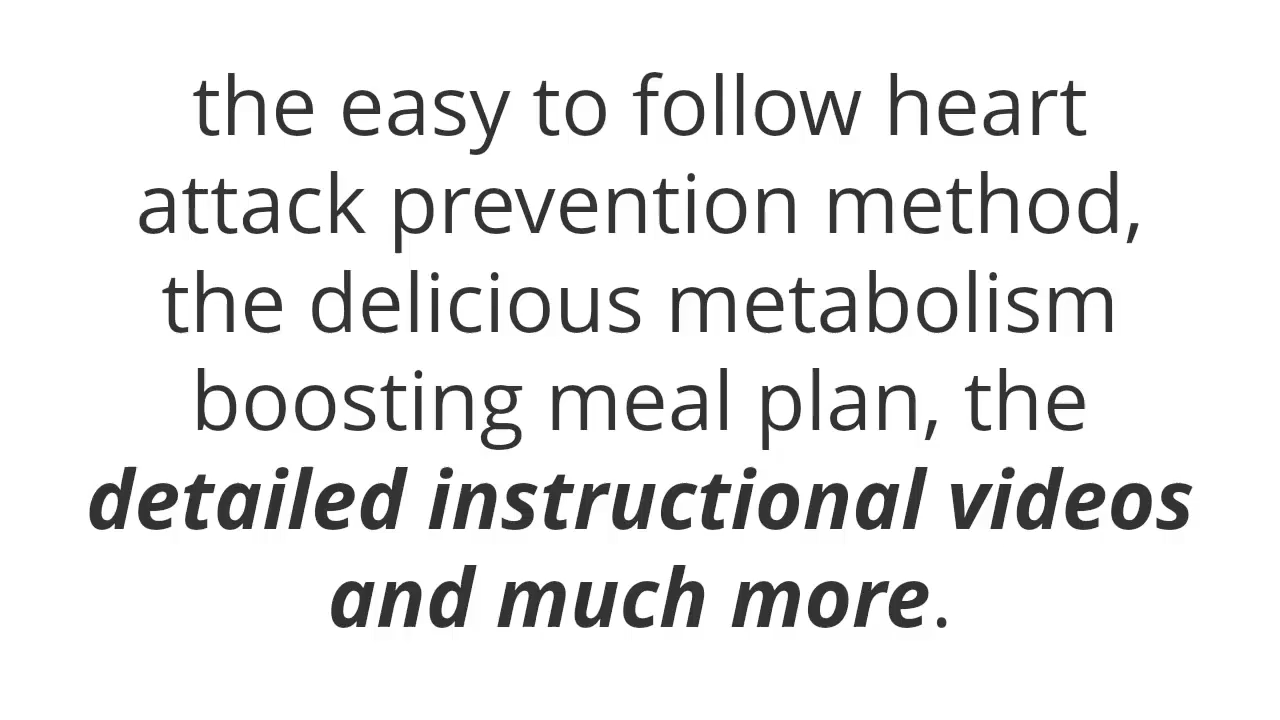 the easy to follow heart
attack prevention method,
the delicious metabolism
boosting meal plan, the
detailed instructional videos
and much more.